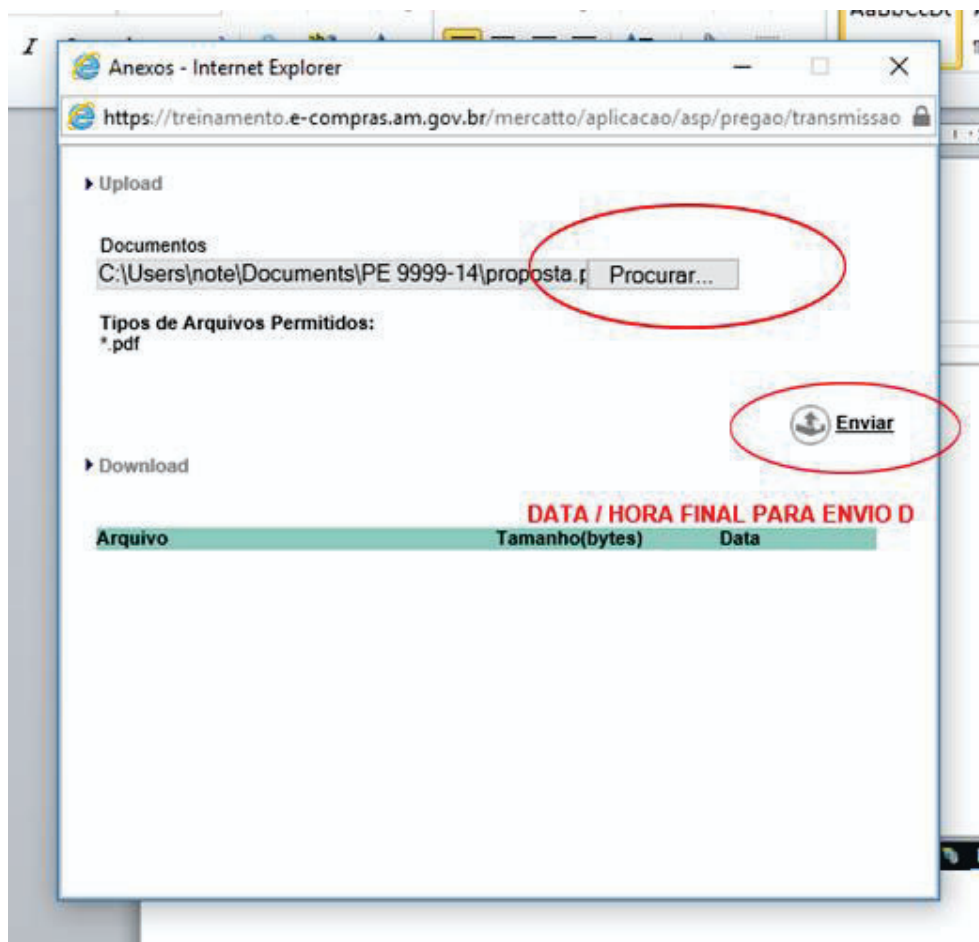 I
Anexos - Internet Explorer
https://treinamento.e-compras.am.gov.br/mercatto/aplicacao/asp/pregao/transmissao
Upload
Documentos
C:\Users\note\Documents\PE 9999-14\proposta.p
Procurar...
Tipos de Arquivos Permitidos:
*.pdf
Enviar
Download
DATA / HORA FINAL PARA ENVIO D
Arquivo Tamanho(bytes) Data